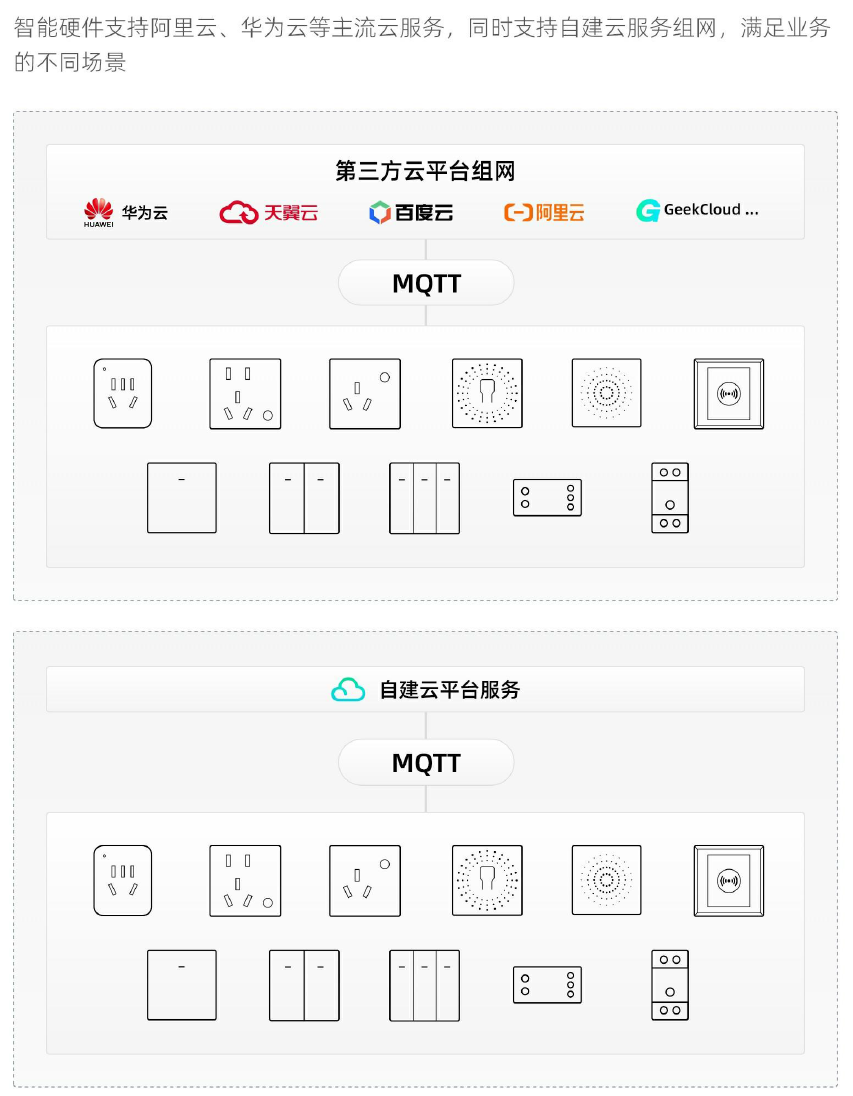 智能硬件支持阿里云、华为云等主流云服务，同时支持自建云服务组网，满足业务
的不同场景
第三方云平台组网
HUAWEI 华为云 天翼云 百度云 阿里云 GeekCloud ...
MQTT
自建云平台服务
MQTT